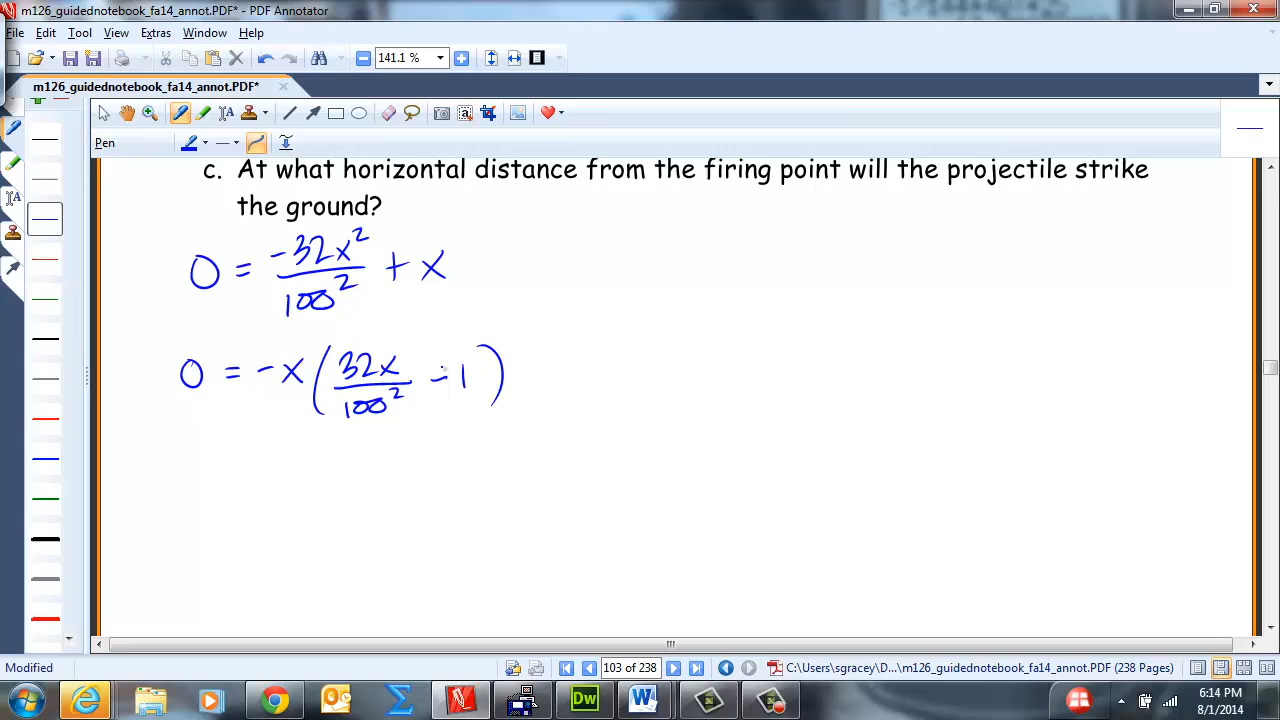 m126_guidednotebook_fa14_annot.PDF* - PDF Annotator
File Edit Tool View Extras Window Help
141.1 %
m126_guidednotebook_fa14_annot.PDF*
Pen
c. At what horizontal distance from the firing point will the projectile strike
the ground?
0 = -32x²/100² + x
0 = -x(32x/100² - 1)
Modified
103 of 238
C:\Users\sgracey\D...\m126_guidednotebook_fa14_annot.PDF (238 Pages)
Dw
6:14 PM
8/1/2014